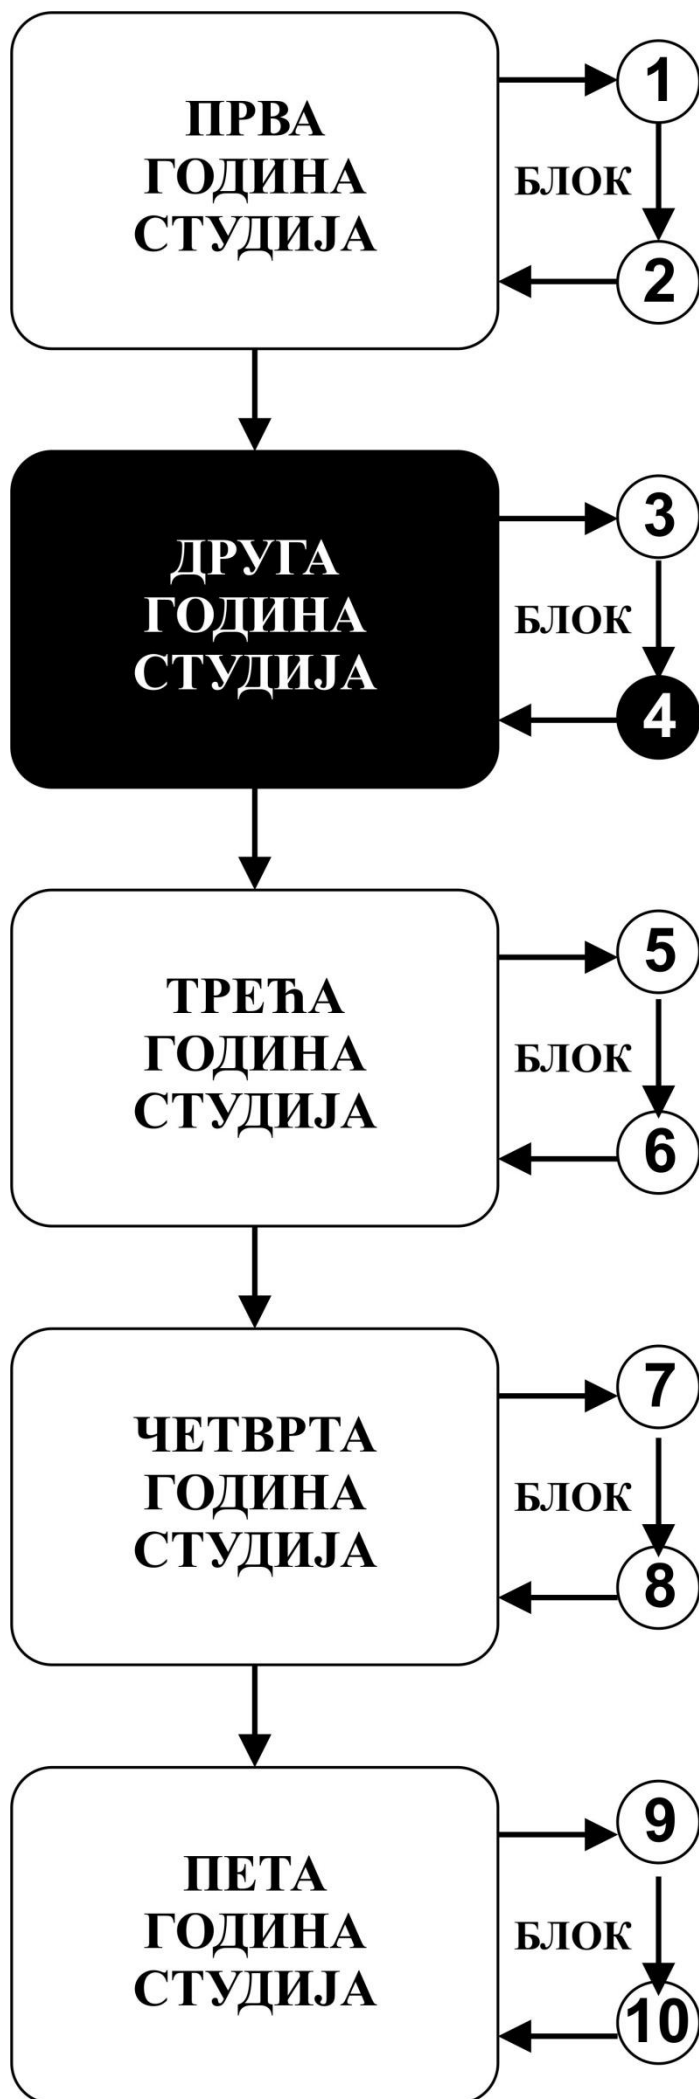 ПРВА
ГОДИНА
СТУДИЈА
1
БЛОК
2
ДРУГА
ГОДИНА
СТУДИЈА
3
БЛОК
4
ТРЕЋА
ГОДИНА
СТУДИЈА
5
БЛОК
6
ЧЕТВРТА
ГОДИНА
СТУДИЈА
7
БЛОК
8
ПЕТА
ГОДИНА
СТУДИЈА
9
БЛОК
10